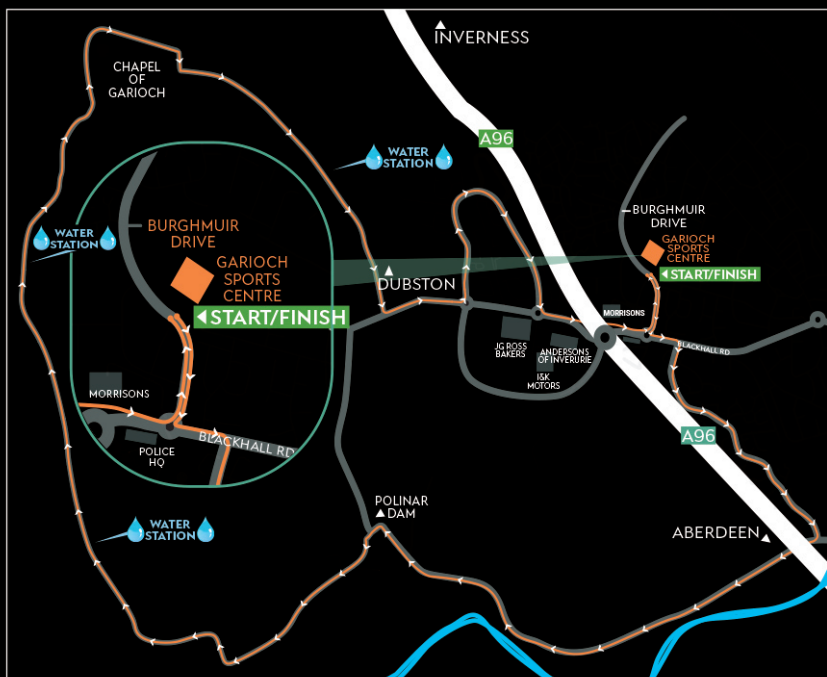 INVERNESS
CHAPEL
OF
GARIOCH
A96
WATER
STATION
BURGHMUIR
DRIVE
GARIOCH
SPORTS
CENTRE
START/FINISH
WATER
STATION
BURGHMUIR
DRIVE
GARIOCH
SPORTS
CENTRE
START/FINISH
DUBSTON
MORRISONS
JG ROSS
BAKERS
ANDERSONS
OF INVERURIE
I&K
MOTORS
BLACKHALL RD
MORRISONS
POLICE
HQ
BLACKHALL RD
A96
POLINAR
DAM
WATER
STATION
ABERDEEN